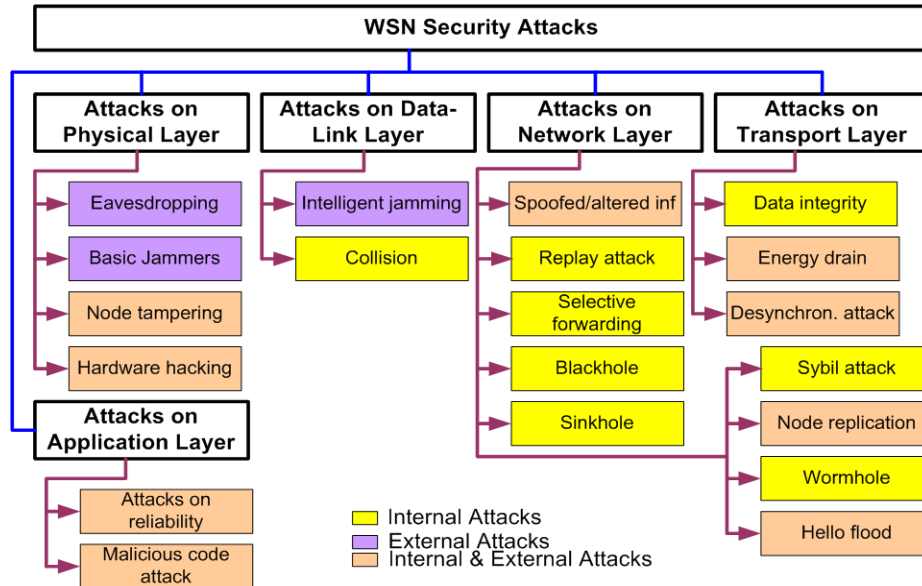 WSN Security Attacks
Attacks on
Physical Layer
Eavesdropping
Basic Jammers
Node tampering
Hardware hacking
Attacks on Data-
Link Layer
Intelligent jamming
Collision
Attacks on
Network Layer
Spoofed/altered inf
Replay attack
Selective
forwarding
Blackhole
Sinkhole
Attacks on
Transport Layer
Data integrity
Energy drain
Desynchron. attack
Sybil attack
Node replication
Wormhole
Hello flood
Attacks on
Application Layer
Attacks on
reliability
Malicious code
attack
Internal Attacks
External Attacks
Internal & External Attacks